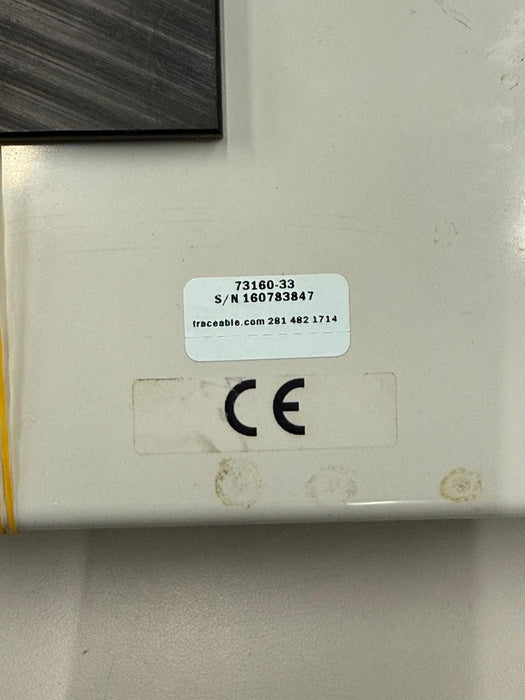 73160-33
S/N 160783847
traceable.com 281 482 1714
CE